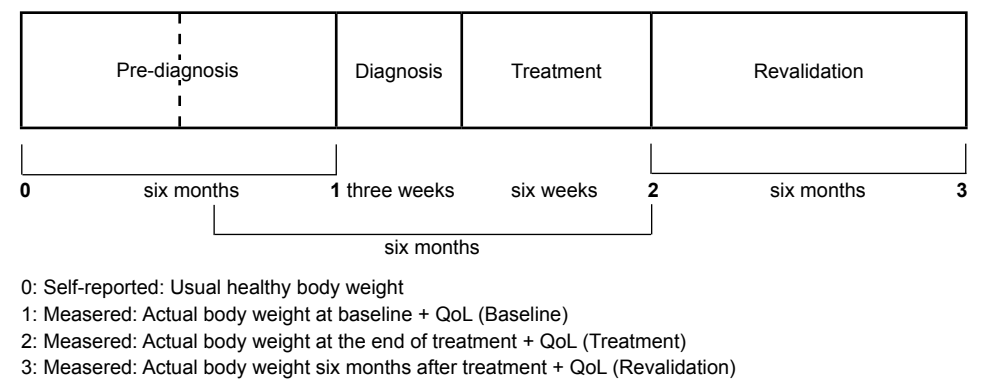 Pre-diagnosis Diagnosis Treatment Revalidation
0 six months 1 three weeks six weeks 2 six months 3
six months
0: Self-reported: Usual healthy body weight
1: Measered: Actual body weight at baseline + QoL (Baseline)
2: Measered: Actual body weight at the end of treatment + QoL (Treatment)
3: Measered: Actual body weight six months after treatment + QoL (Revalidation)